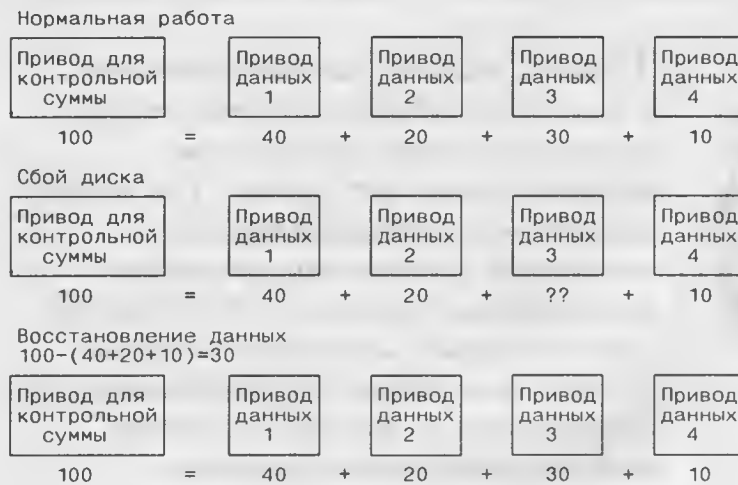 Нормальная работа
Привод для Привод Привод Привод Привод
контрольной данных данных данных данных
суммы 1 2 3 4
100 = 40 + 20 + 30 + 10
Сбой диска
Привод для Привод Привод Привод Привод
контрольной данных данных данных данных
суммы 1 2 3 4
100 = 40 + 20 + ?? + 10
Восстановление данных
100-(40+20+10)=30
Привод для Привод Привод Привод Привод
контрольной данных данных данных данных
суммы 1 2 3 4
100 = 40 + 20 + 30 + 10